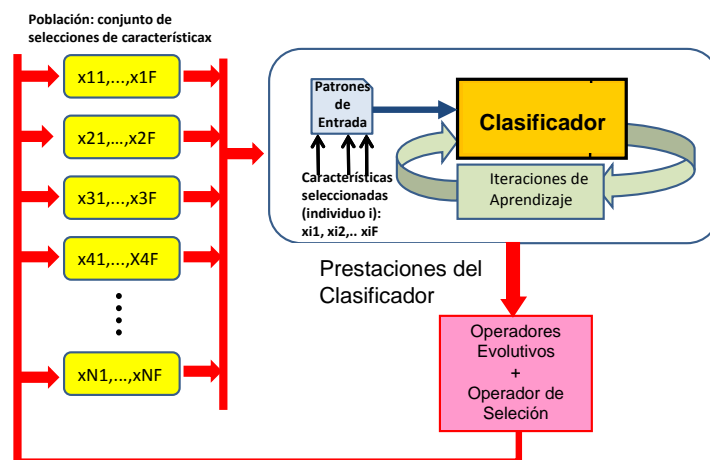 Población: conjunto de
selecciones de característicax
x11,...,x1F
x21,...,x2F
x31,...,x3F
x41,...,X4F
xN1,...,xNF
Patrones
de
Entrada
Clasificador
Iteraciones de
Aprendizaje
Características
seleccionadas
(individuo i):
xi1, xi2,.. xiF
Prestaciones del
Clasificador
Operadores
Evolutivos
+
Operador de
Seleción